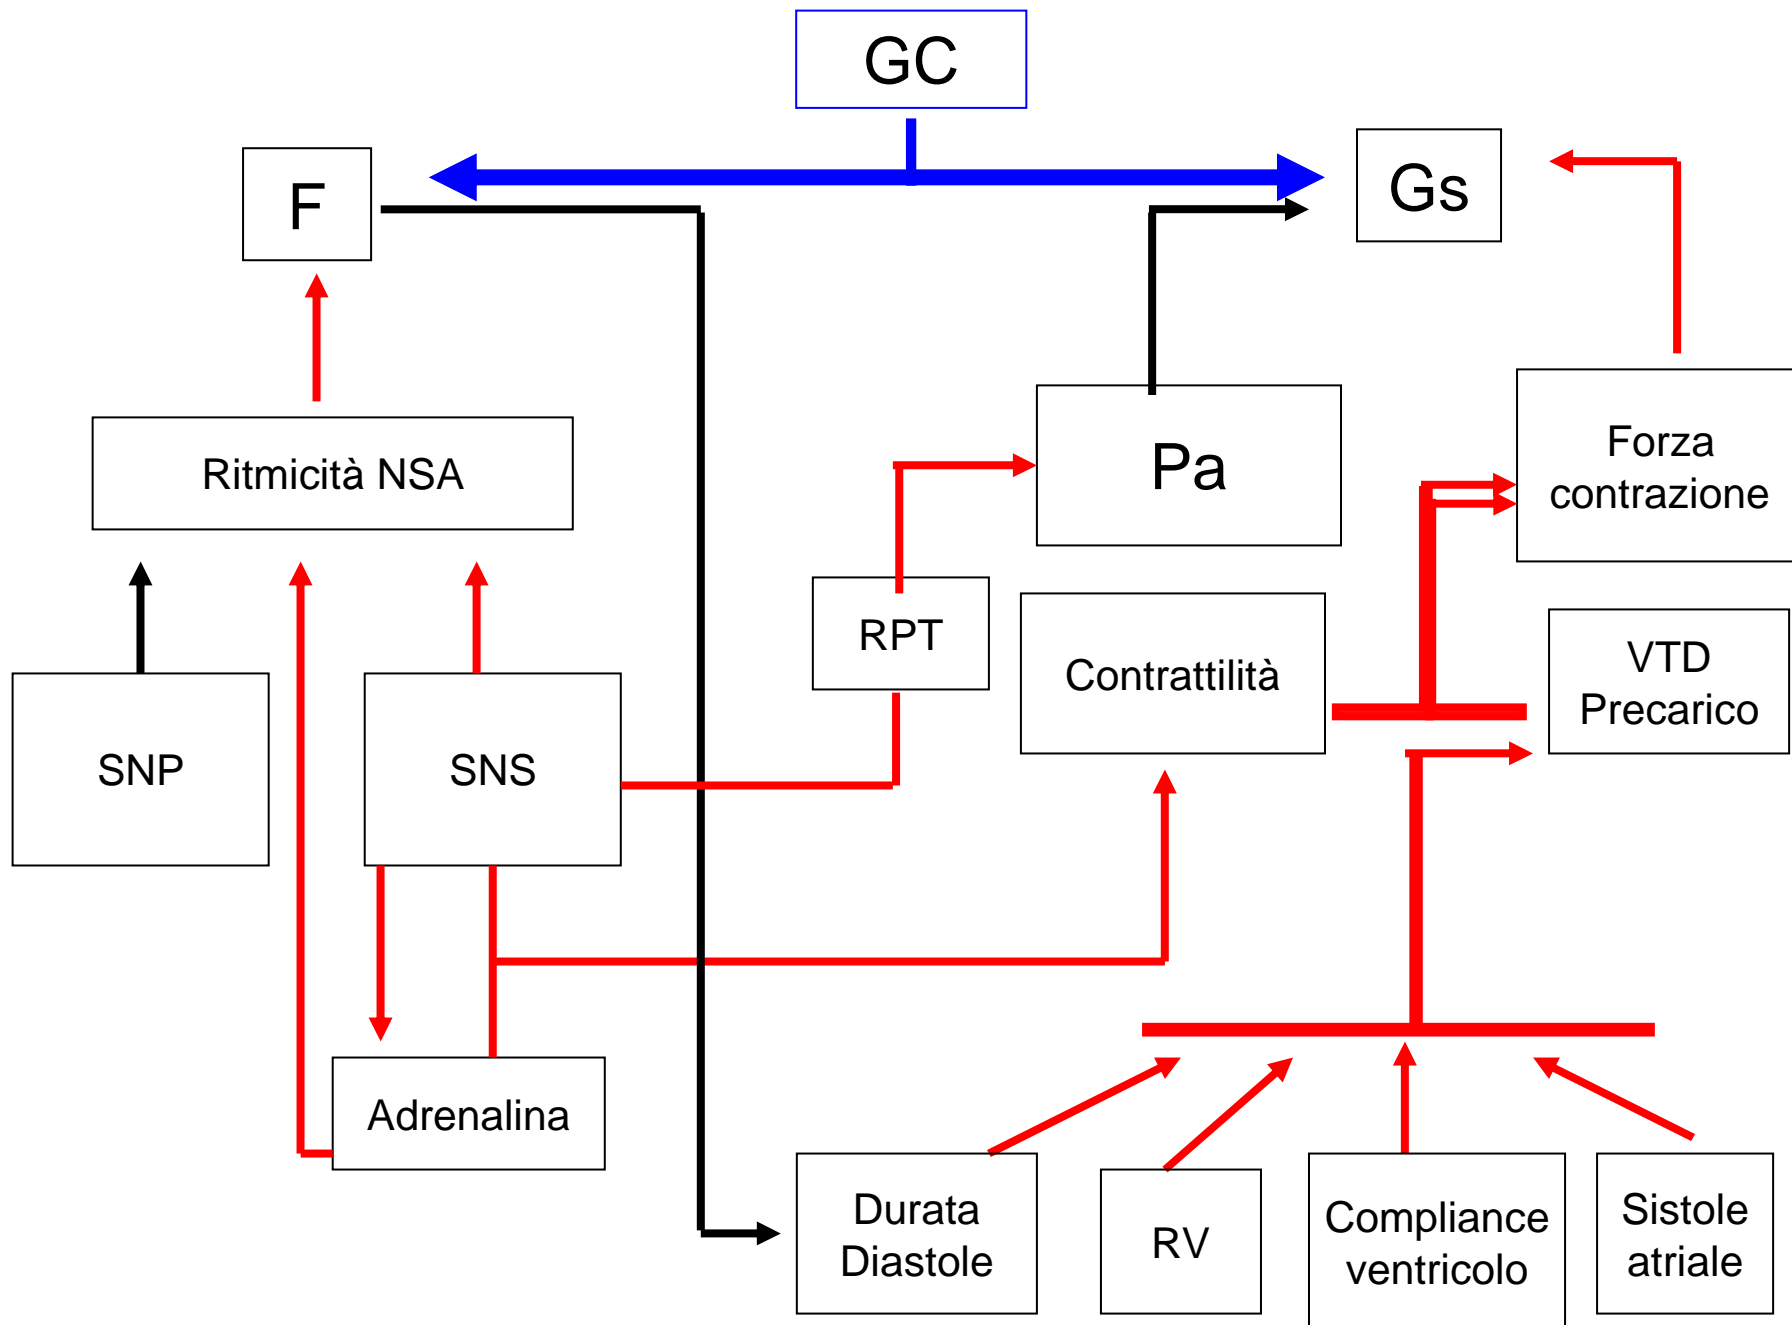 GC
F
Gs
Ritmicità NSA
Pa
Forza
contrazione
RPT
Contrattilità
VTD
Precarico
SNP
SNS
Adrenalina
Durata
Diastole
RV
Compliance
ventricolo
Sistole
atriale